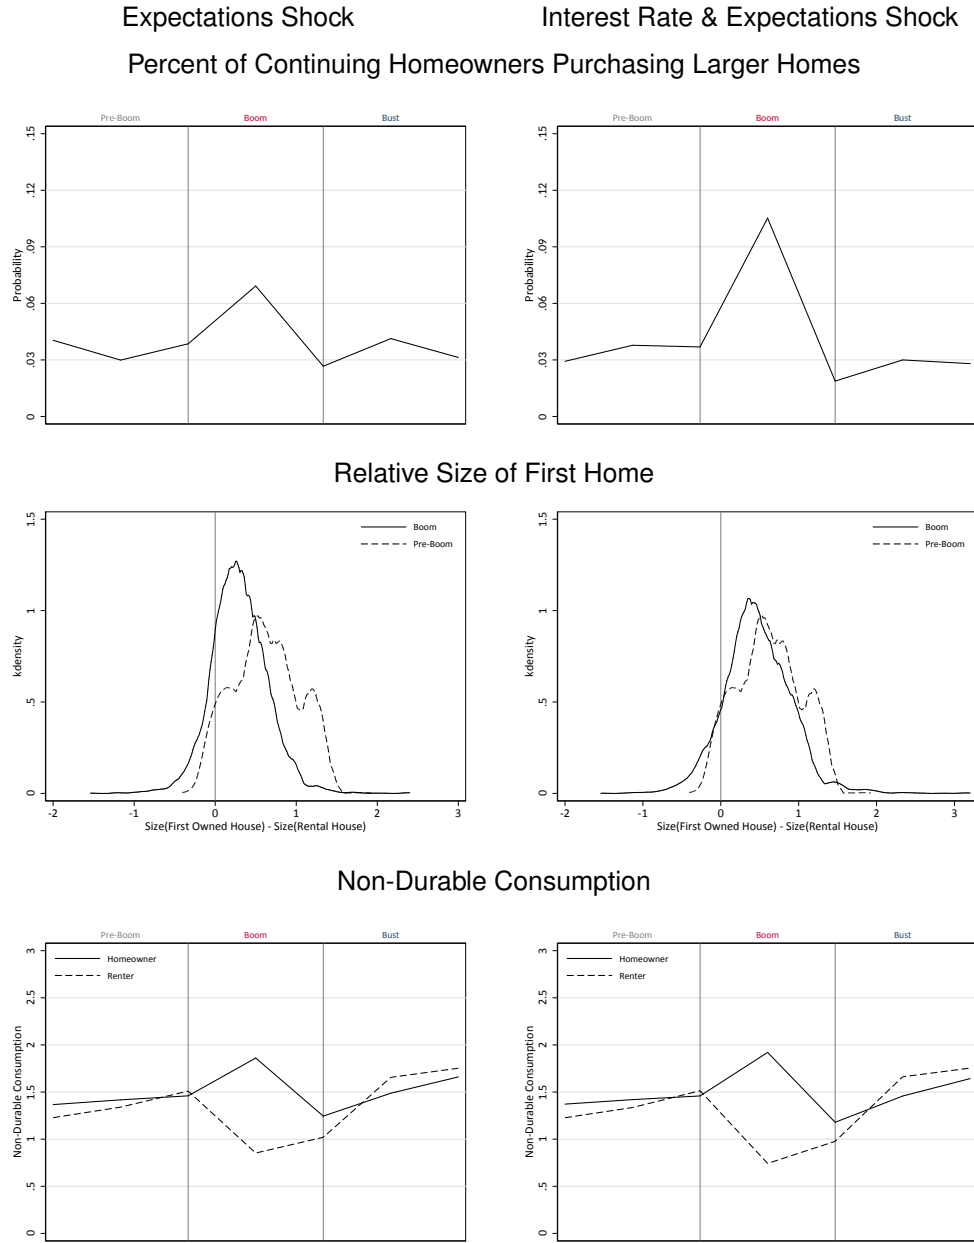 Expectations Shock
Interest Rate & Expectations Shock
Percent of Continuing Homeowners Purchasing Larger Homes
Pre-Boom Boom Bust
Probability
.15
.12
.09
.06
.03
0
Pre-Boom Boom Bust
Probability
.15
.12
.09
.06
.03
0
Relative Size of First Home
Boom
Pre-Boom
kdensity
1.5
1
.5
0
-2 -1 0 1 2 3
Size(First Owned House) - Size(Rental House)
Boom
Pre-Boom
kdensity
1.5
1
.5
0
-2 -1 0 1 2 3
Size(First Owned House) - Size(Rental House)
Non-Durable Consumption
Pre-Boom Boom Bust
Homeowner
Renter
Non-Durable Consumption
3
2.5
2
1.5
1
.5
0
Pre-Boom Boom Bust
Homeowner
Renter
Non-Durable Consumption
3
2.5
2
1.5
1
.5
0